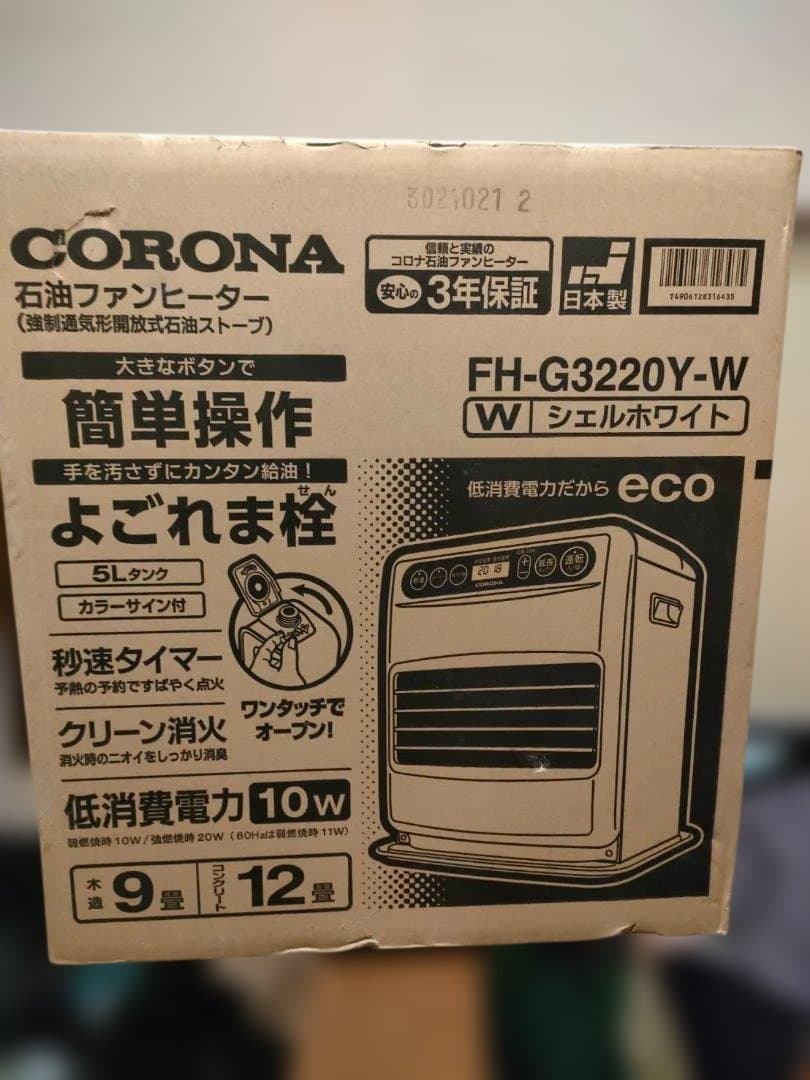 3021021 2
CORONA
石油ファンヒーター
(強制通気形開放式石油ストーブ)
信頼と実績の
コロナ石油ファンヒーター
安心の 3年保証
日本製
74906128316435
大きなボタンで
簡単操作
FH-G3220Y-W
W シェルホワイト
手を汚さずにカンタン給油!
せん
よごれま栓
5Lタンク
カラーサイン付
ワンタッチで
オープン!
秒速タイマー
予熱の予約ですばやく点火
クリーン消火
消火時のニオイをしっかり消臭
低消費電力 10W
弱燃焼時10W/強燃焼時20W (60Hzは弱燃焼時11W)
木造 9畳 コンクリート 12畳
低消費電力だから eco
20 18
延長
運転
CORONA